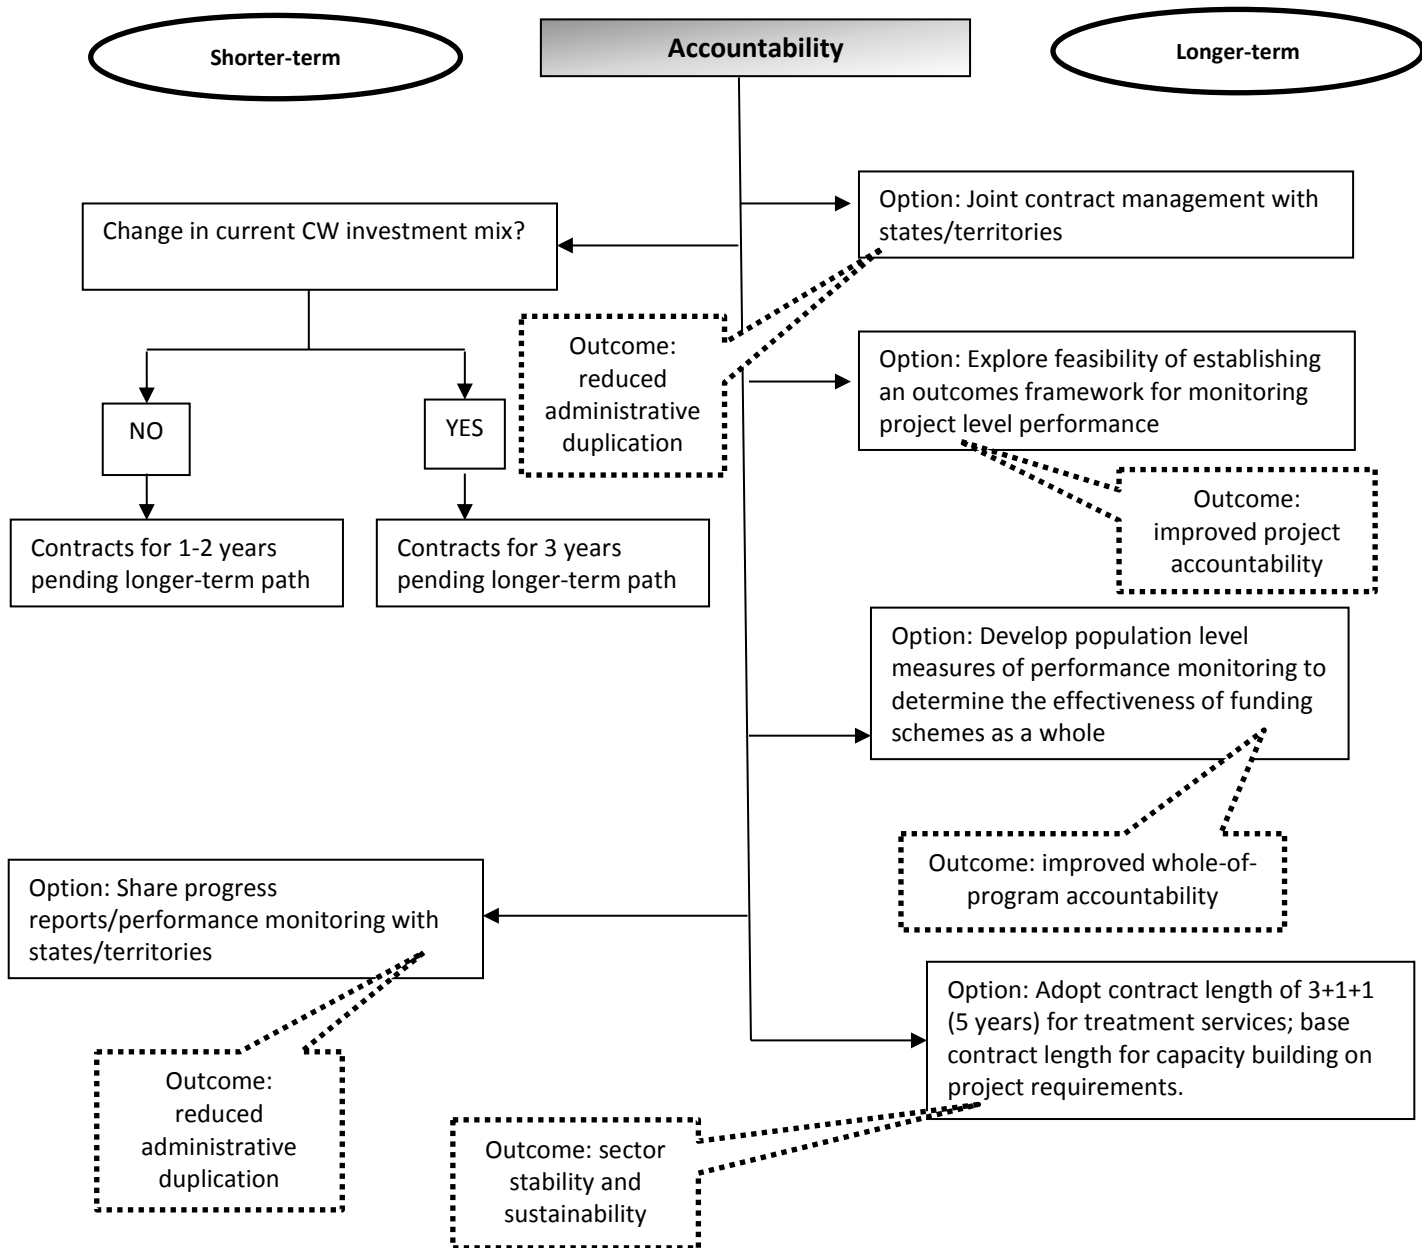 Shorter-term
Accountability
Longer-term
Change in current CW investment mix?
NO
YES
Contracts for 1-2 years
pending longer-term path
Contracts for 3 years
pending longer-term path
Option: Joint contract management with
states/territories
Outcome:
reduced
administrative
duplication
Option: Explore feasibility of establishing
an outcomes framework for monitoring
project level performance
Outcome:
improved project
accountability
Option: Develop population level
measures of performance monitoring to
determine the effectiveness of funding
schemes as a whole
Outcome: improved whole-of-
program accountability
Option: Share progress
reports/performance monitoring with
states/territories
Outcome:
reduced
administrative
duplication
Option: Adopt contract length of 3+1+1
(5 years) for treatment services; base
contract length for capacity building on
project requirements.
Outcome: sector
stability and
sustainability